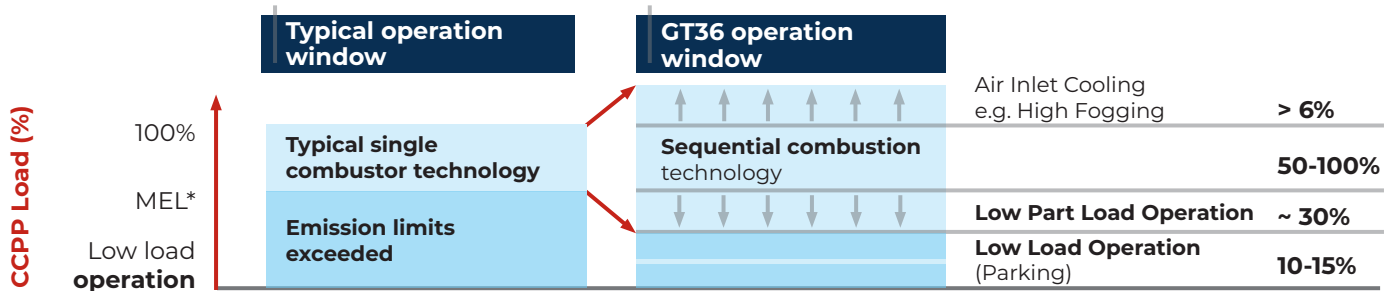 Typical operation
window
GT36 operation
window
CCPP Load (%)
100%
MEL*
Low load
operation
Typical single
combustor technology
Emission limits
exceeded
Sequential combustion
technology
Air Inlet Cooling
e.g. High Fogging
> 6%
50-100%
Low Part Load Operation
~ 30%
Low Load Operation
(Parking)
10-15%